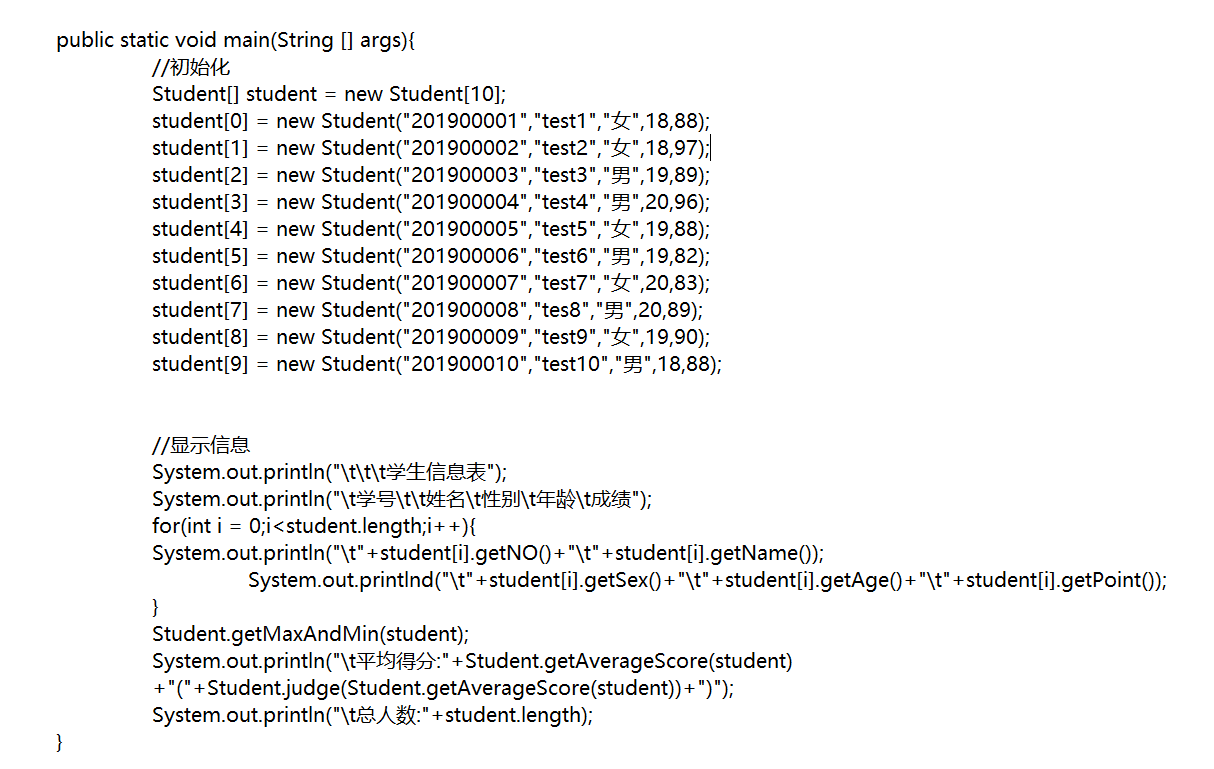 public static void main(String [] args){
//初始化
Student[] student = new Student[10];
student[0] = new Student("201900001","test1","女",18,88);
student[1] = new Student("201900002","test2","女",18,97);
student[2] = new Student("201900003","test3","男",19,89);
student[3] = new Student("201900004","test4","男",20,96);
student[4] = new Student("201900005","test5","女",19,88);
student[5] = new Student("201900006","test6","男",19,82);
student[6] = new Student("201900007","test7","女",20,83);
student[7] = new Student("201900008","tes8","男",20,89);
student[8] = new Student("201900009","test9","女",19,90);
student[9] = new Student("201900010","test10","男",18,88);
//显示信息
System.out.println("\t\t\t学生信息表");
System.out.println("\t学号\t\t姓名\t性别\t年龄\t成绩");
for(int i = 0;i<student.length;i++){
System.out.println("\t"+student[i].getNO()+"\t"+student[i].getName());
System.out.printlnd("\t"+student[i].getSex()+"\t"+student[i].getAge()+"\t"+student[i].getPoint());
}
Student.getMaxAndMin(student);
System.out.println("\t平均得分:"+Student.getAverageScore(student)
+"("+Student.judge(Student.getAverageScore(student))+")");
System.out.println("\t总人数:"+student.length);
}